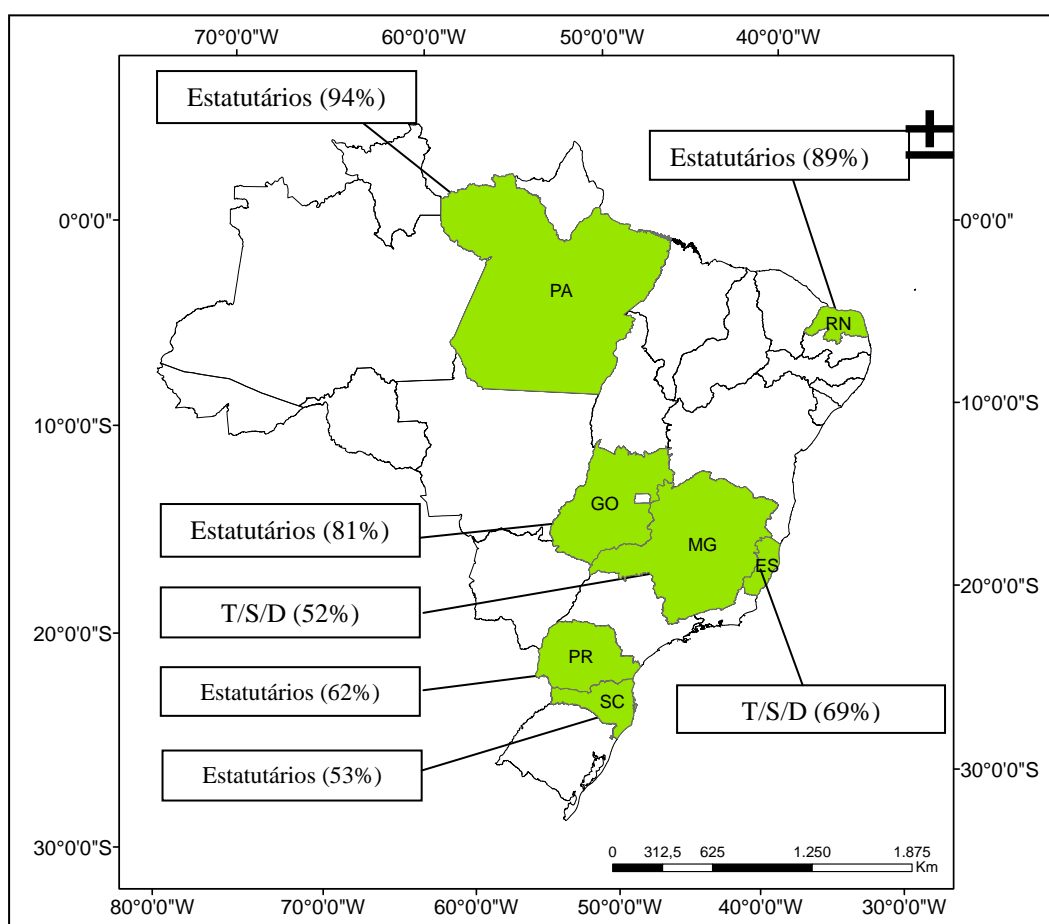 70°0'0"W 60°0'0"W 50°0'0"W 40°0'0"W
Estatutários (94%)
Estatutários (89%)
0°0'0" 0°0'0"
PA
RN
10°0'0"S 10°0'0"S
GO
Estatutários (81%)
MG
ES
20°0'0"S
T/S/D (52%)
20°0'0"S
PR
Estatutários (62%)
SC
T/S/D (69%)
Estatutários (53%)
30°0'0"S
30°0'0"S
0 312,5 625 1.250 1.875
Km
80°0'0"W 70°0'0"W 60°0'0"W 50°0'0"W 40°0'0"W 30°0'0"W